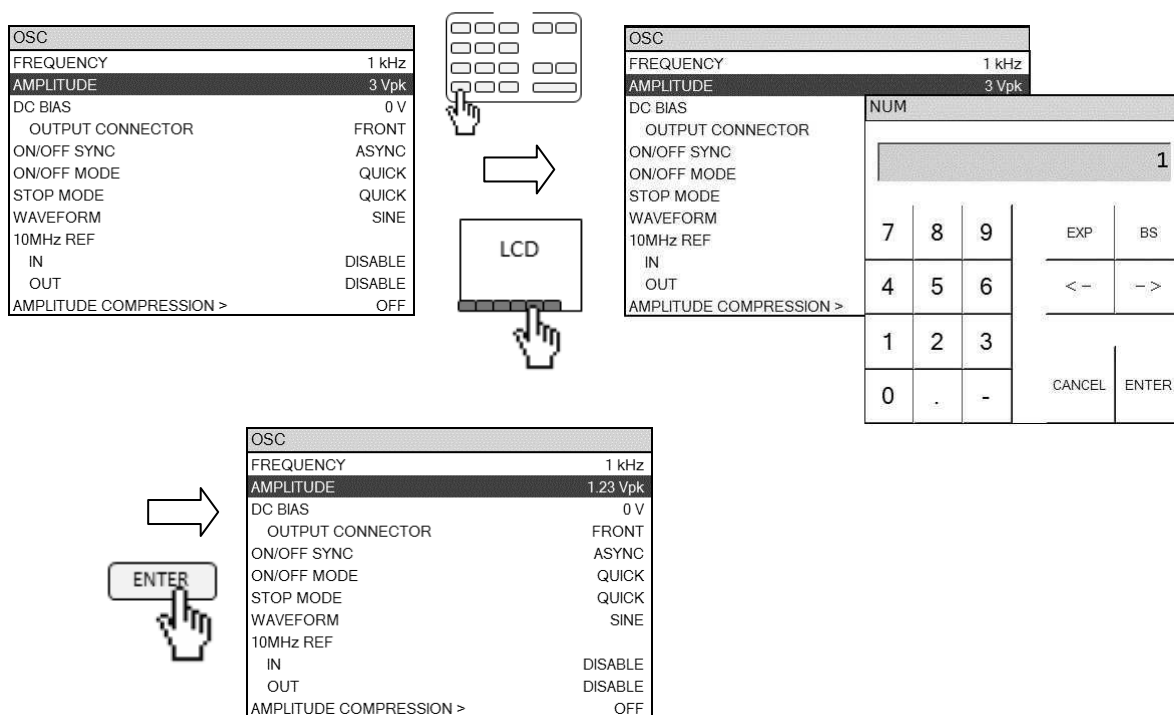 OSC
FREQUENCY 1 kHz
AMPLITUDE 3 Vpk
DC BIAS 0 V
OUTPUT CONNECTOR FRONT
ON/OFF SYNC ASYNC
ON/OFF MODE QUICK
STOP MODE QUICK
WAVEFORM SINE
10MHz REF
IN DISABLE
OUT DISABLE
AMPLITUDE COMPRESSION > OFF
LCD
OSC
FREQUENCY 1 kHz
AMPLITUDE 3 Vpk
DC BIAS
OUTPUT CONNECTOR
ON/OFF SYNC
ON/OFF MODE
STOP MODE
WAVEFORM
10MHz REF
IN
OUT
AMPLITUDE COMPRESSION >
NUM
1
7 8 9 EXP BS
4 5 6 <- ->
1 2 3
0 . - CANCEL ENTER
ENTER
OSC
FREQUENCY 1 kHz
AMPLITUDE 1.23 Vpk
DC BIAS 0 V
OUTPUT CONNECTOR FRONT
ON/OFF SYNC ASYNC
ON/OFF MODE QUICK
STOP MODE QUICK
WAVEFORM SINE
10MHz REF
IN DISABLE
OUT DISABLE
AMPLITUDE COMPRESSION > OFF